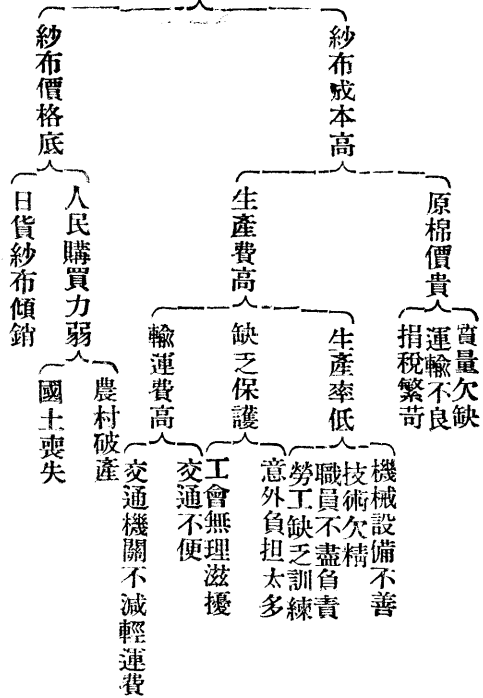 紗布成本高
原棉價貴
質量欠缺
運輸不良
捐稅繁苛
生產費高
生產率低
機械設備不善
技術欠精
職員不盡負責
勞工缺乏訓練
缺乏保護
意外負担太多
工會無理滋擾
輸運費高
交通不便
交通機關不減輕運費
紗布價格底
人民購買力弱
農村破產
國土喪失
日貨紗布傾銷